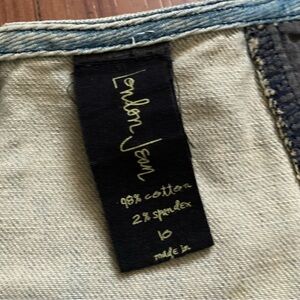 London Jean
98% cotton
2% spandex
10
made in